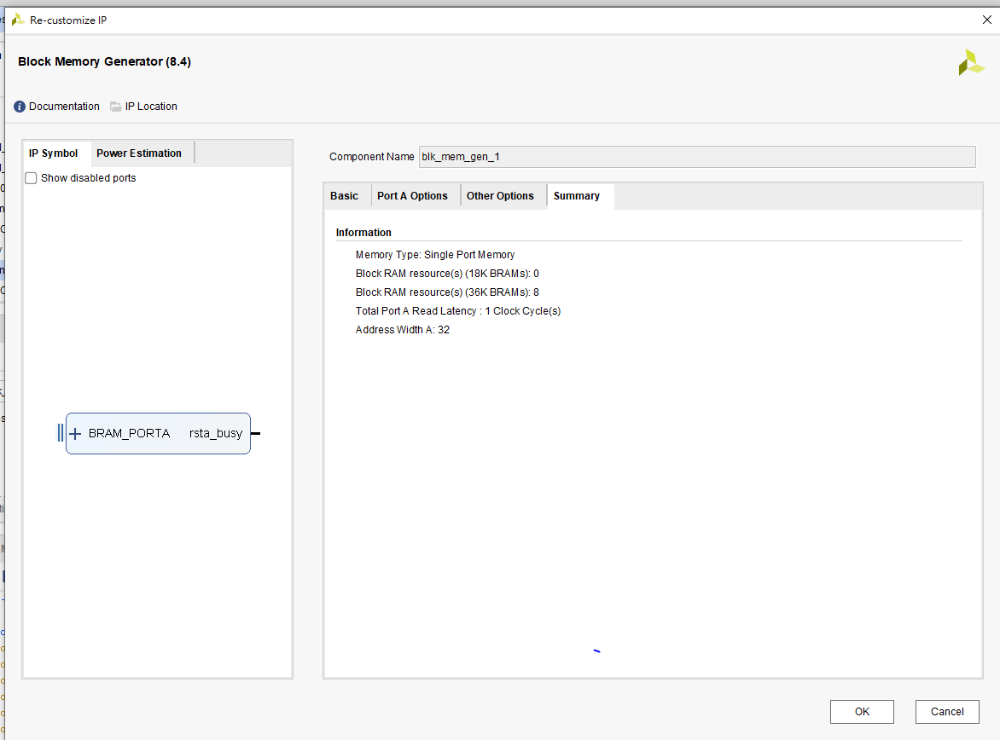 Re-customize IP
Block Memory Generator (8.4)
Documentation IP Location
IP Symbol Power Estimation
Show disabled ports
BRAM_PORTA rsta_busy
Component Name blk_mem_gen_1
Basic Port A Options Other Options Summary
Information
Memory Type: Single Port Memory
Block RAM resource(s) (18K BRAMs): 0
Block RAM resource(s) (36K BRAMs): 8
Total Port A Read Latency : 1 Clock Cycle(s)
Address Width A: 32
OK Cancel